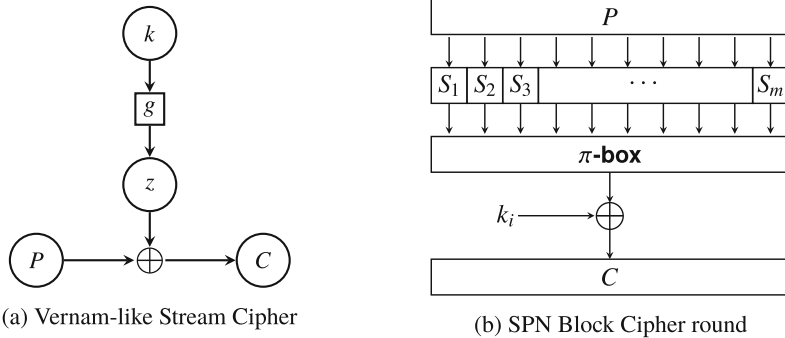 k
g
z
P
C
(a) Vernam-like Stream Cipher
P
S₁ S₂ S₃ ··· Sₘ
π-box
kᵢ
C
(b) SPN Block Cipher round